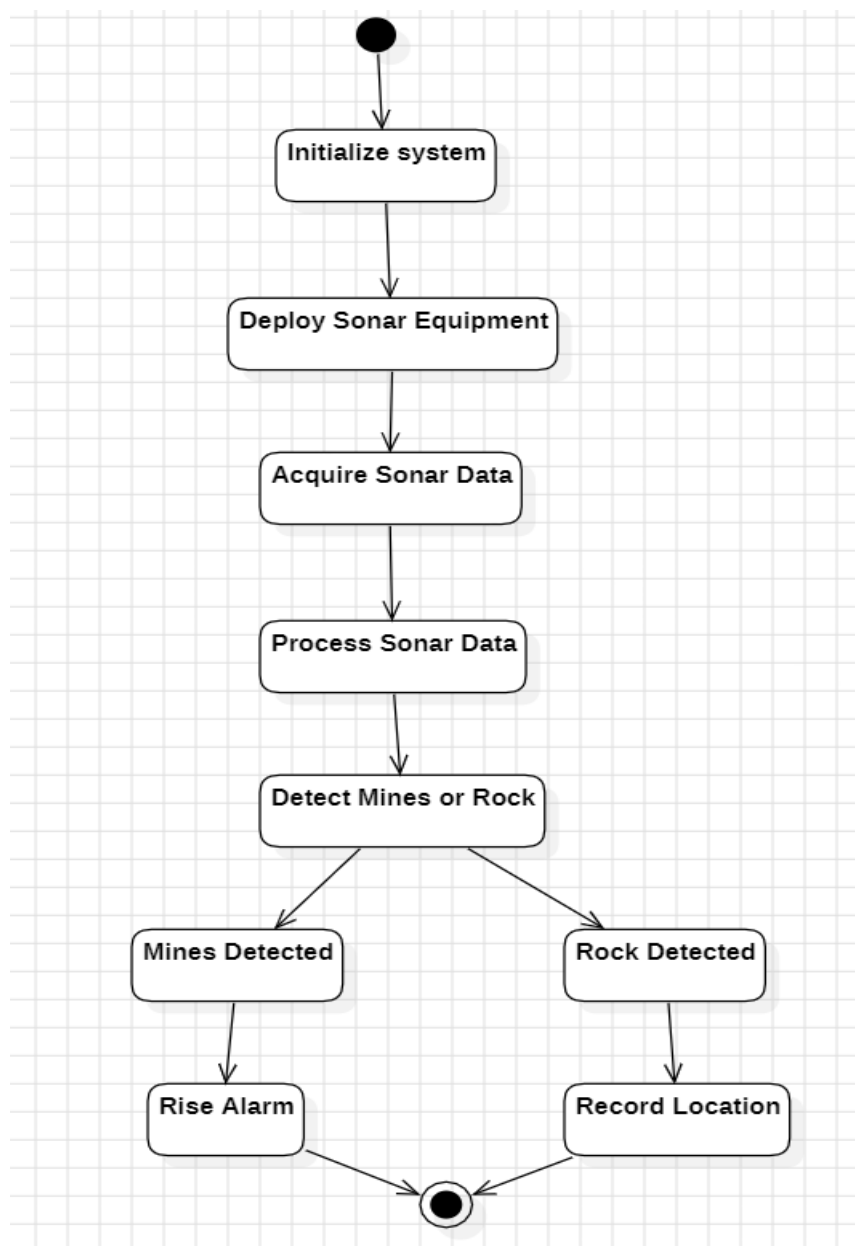 Initialize system
Deploy Sonar Equipment
Acquire Sonar Data
Process Sonar Data
Detect Mines or Rock
Mines Detected
Rock Detected
Rise Alarm
Record Location